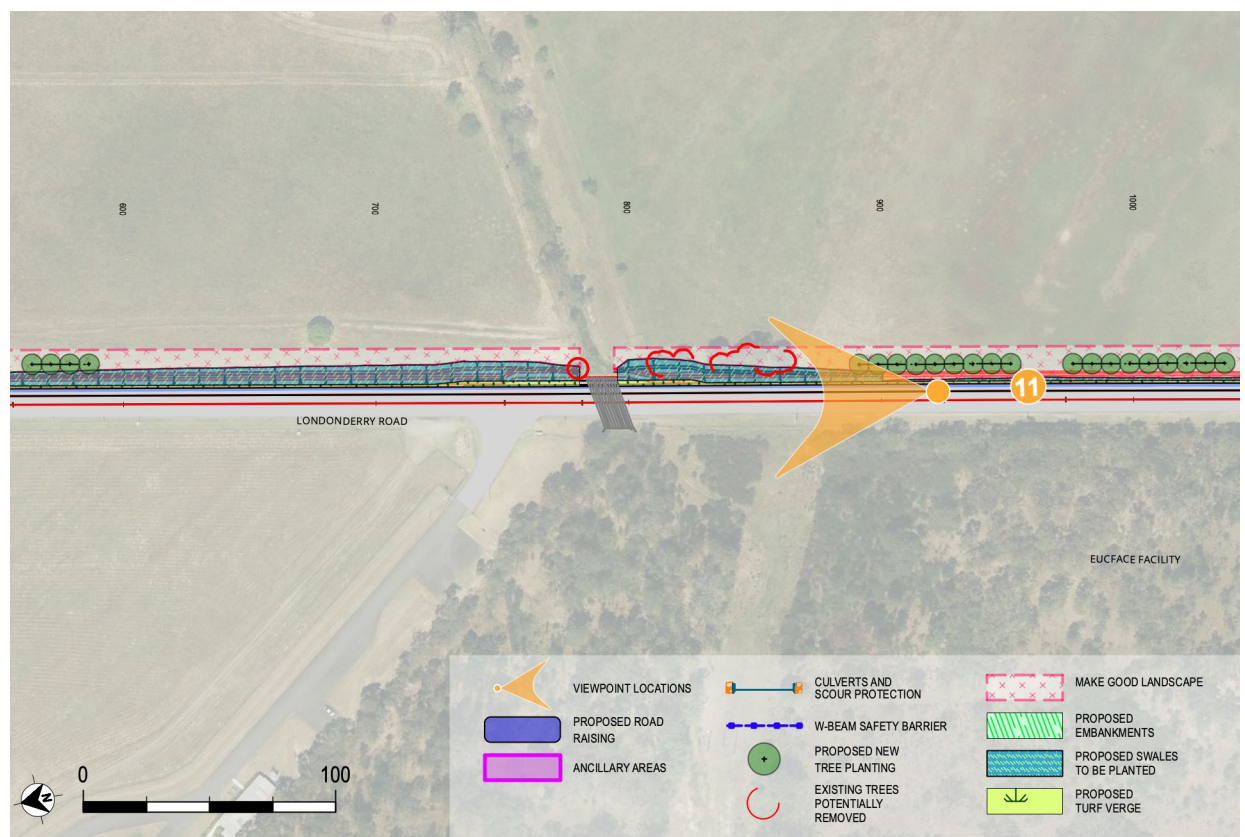 600
700
800
900
1000
11
LONDONDERRY ROAD
EUCFACE FACILITY
VIEWPOINT LOCATIONS
PROPOSED ROAD
RAISING
ANCILLARY AREAS
CULVERTS AND
SCOUR PROTECTION
W-BEAM SAFETY BARRIER
PROPOSED NEW
TREE PLANTING
EXISTING TREES
POTENTIALLY
REMOVED
MAKE GOOD LANDSCAPE
PROPOSED
EMBANKMENTS
PROPOSED SWALES
TO BE PLANTED
PROPOSED
TURF VERGE
N
0 100